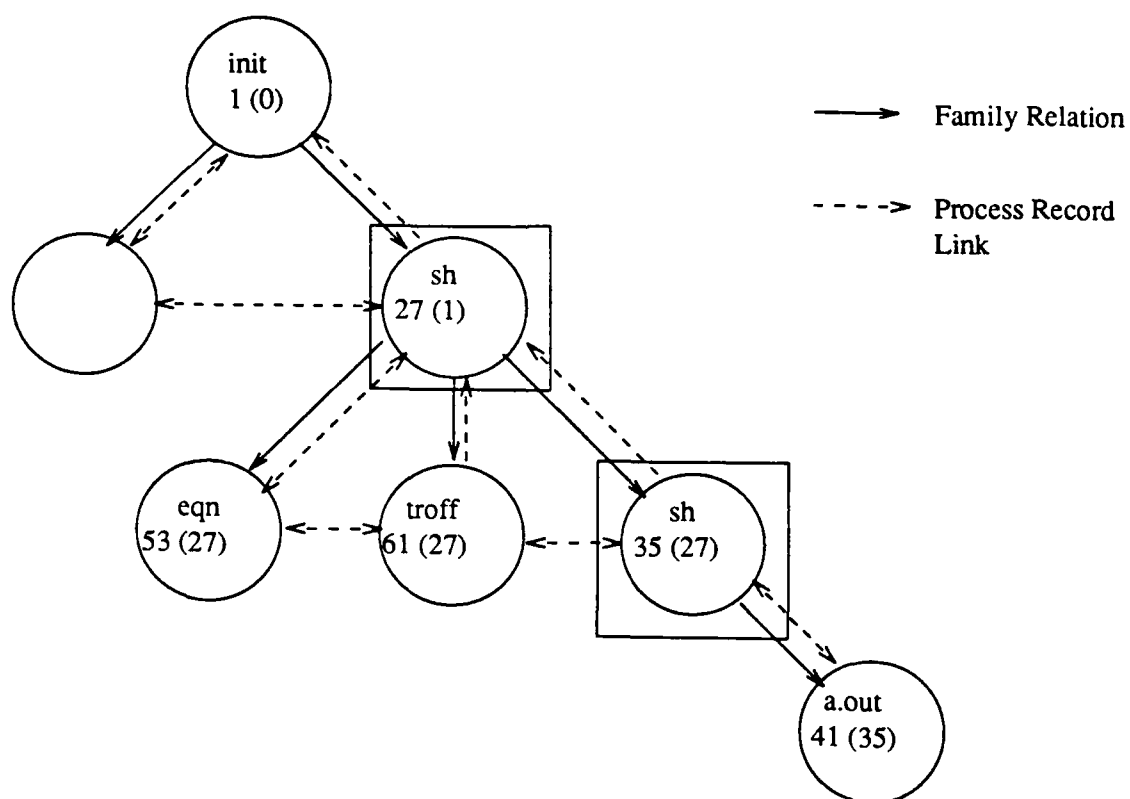 init
1 (0)
Family Relation
Process Record
Link
sh
27 (1)
eqn
53 (27)
troff
61 (27)
sh
35 (27)
a.out
41 (35)